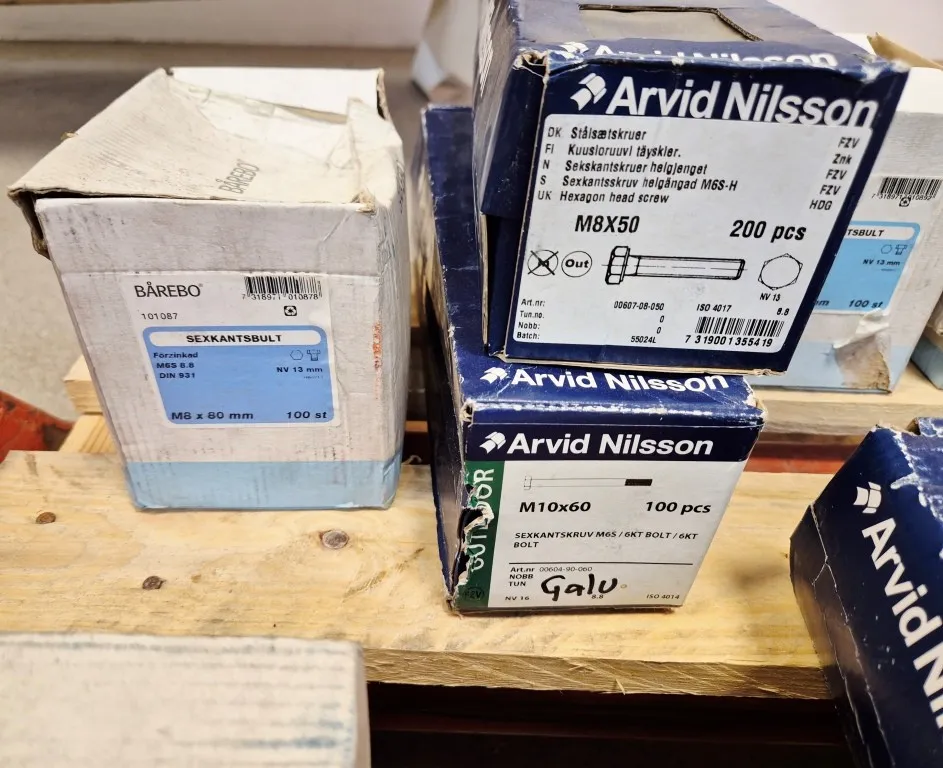 BÅREBO
BÅREBO®
7 318971 010878
101087
SEXKANTSBULT
Förzinkad
M6S 8.8
DIN 931
NV 13 mm
M8 x 80 mm 100 st
Arvid Nilsson
Arvid Nilsson
DK Stålsætskruer FZV
FI Kuusioruuvi täyskier. Znk
N Sekskantskruer helgjenget FZV
S Sexkantsskruv helgängad M6S-H FZV
UK Hexagon head screw HDG
M8X50 200 pcs
Out
NV 13
Art.nr: 00607-08-050 ISO 4017 8.8
Tun.no. 0
Nobb: 0
Batch: 55024L
7 319001 355419
Arvid Nilsson
Arvid Nilsson
OUTDOOR
M10x60 100 pcs
SEXKANTSKRUV M6S / 6KT BOLT / 6KT
BOLT
Art.nr 00604-90-060
NOBB
TUN
Galv
FZV
NV 16 8.8 ISO 4014
TSBULT
NV 13 mm
100 st
Arvid Ni